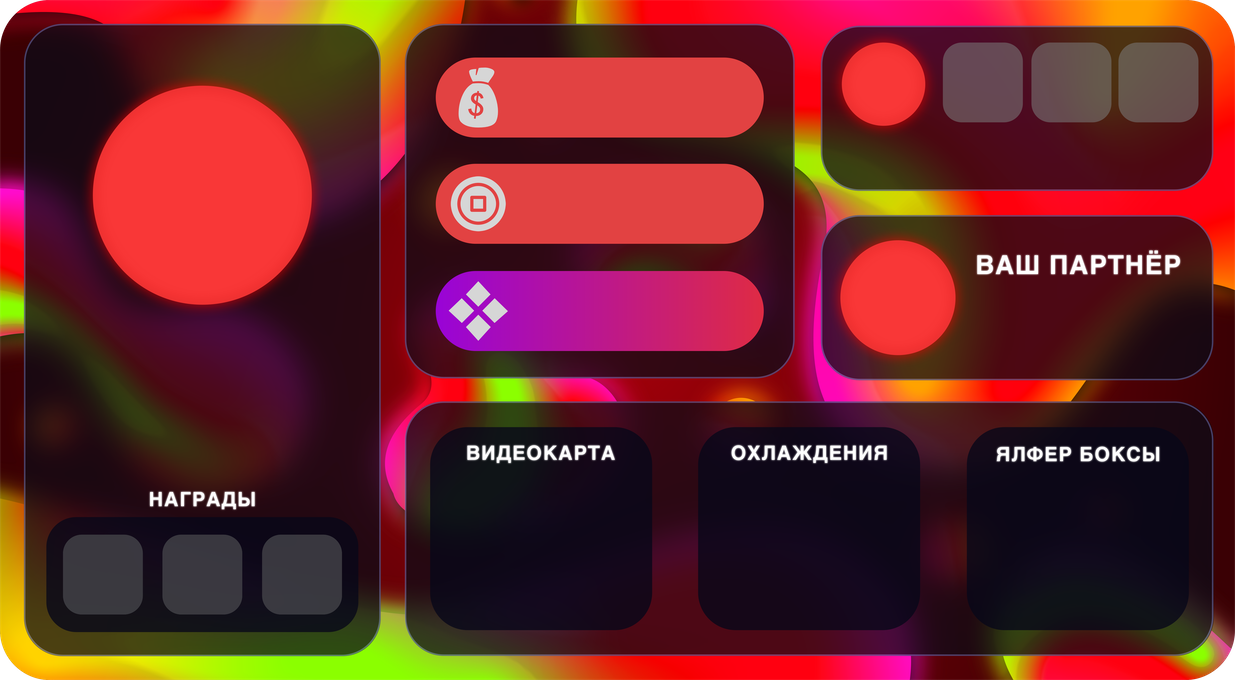 $
ВАШ ПАРТНЁР
ВИДЕОКАРТА
ОХЛАЖДЕНИЯ
ЯЛФЕР БОКСЫ
НАГРАДЫ